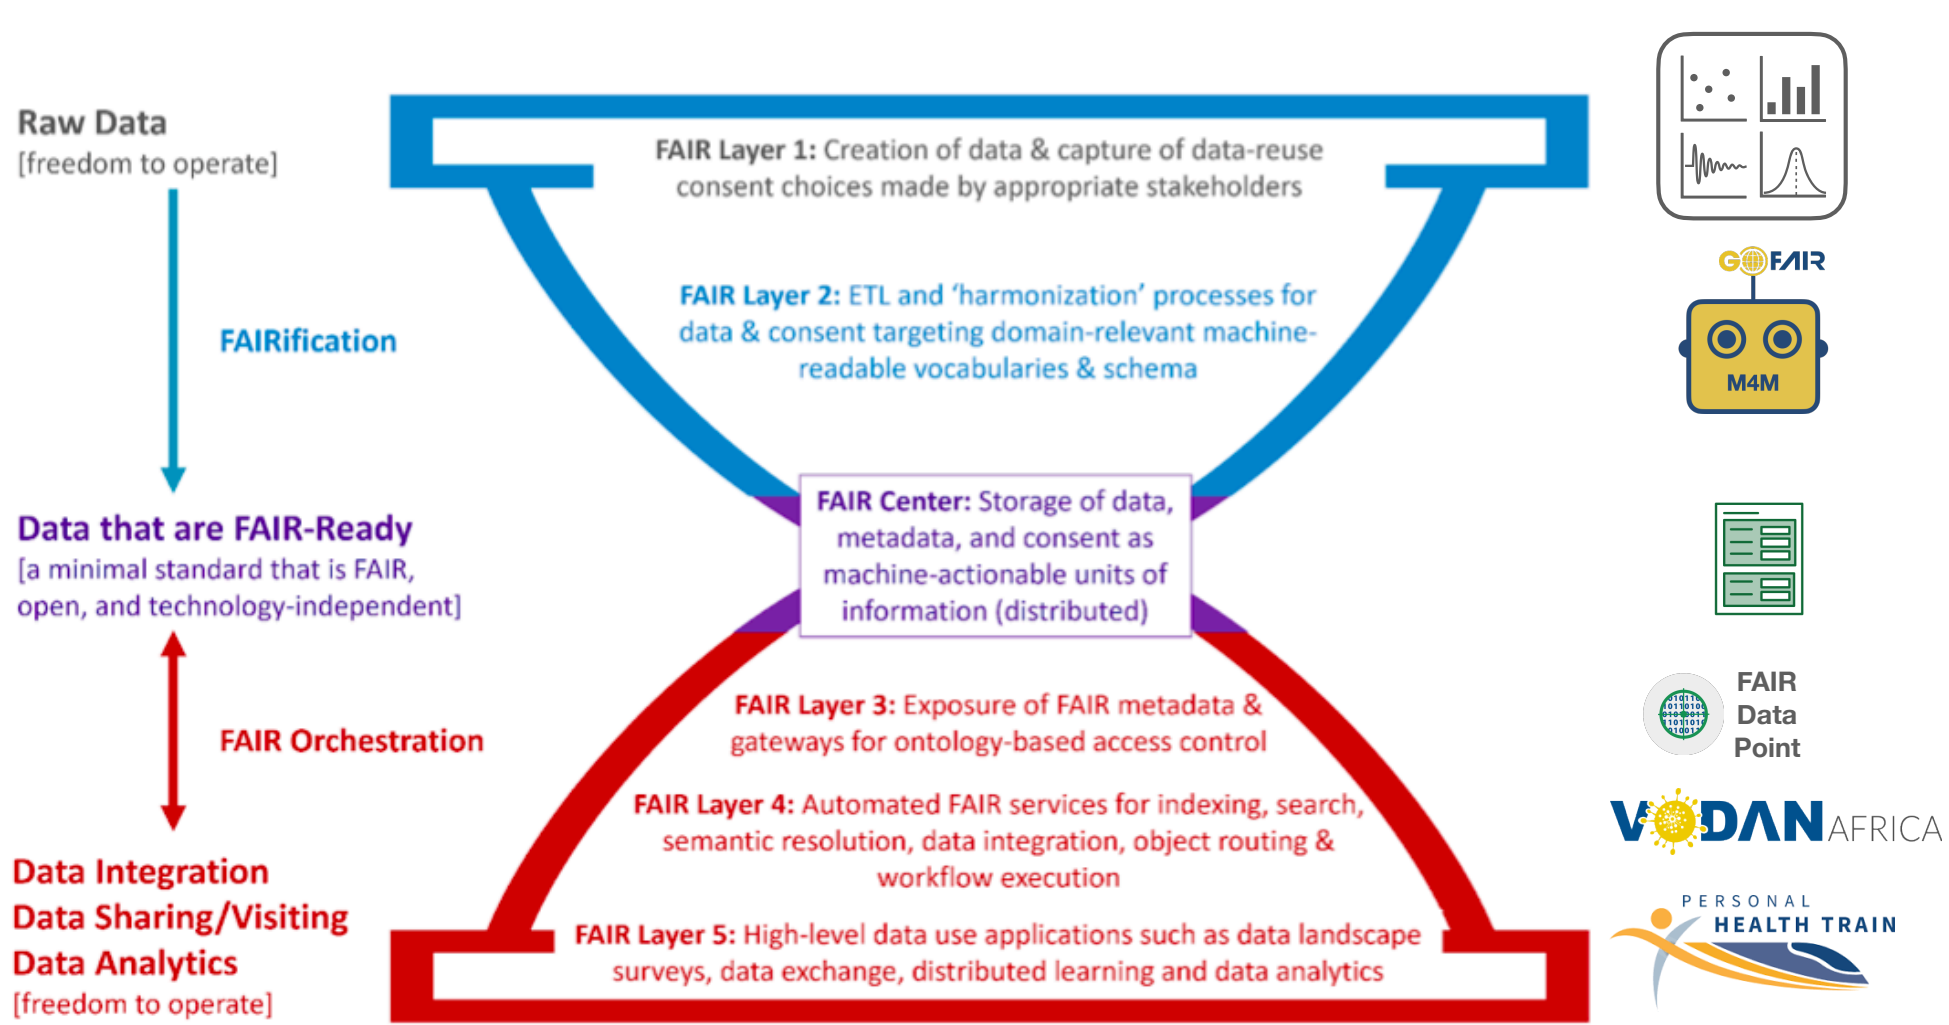 Raw Data
[freedom to operate]
FAIRification
Data that are FAIR-Ready
[a minimal standard that is FAIR,
open, and technology-independent]
FAIR Orchestration
Data Integration
Data Sharing/Visiting
Data Analytics
[freedom to operate]
FAIR Layer 1: Creation of data & capture of data-reuse
consent choices made by appropriate stakeholders
FAIR Layer 2: ETL and ‘harmonization’ processes for
data & consent targeting domain-relevant machine-
readable vocabularies & schema
FAIR Center: Storage of data,
metadata, and consent as
machine-actionable units of
information (distributed)
FAIR Layer 3: Exposure of FAIR metadata &
gateways for ontology-based access control
FAIR Layer 4: Automated FAIR services for indexing, search,
semantic resolution, data integration, object routing &
workflow execution
FAIR Layer 5: High-level data use applications such as data landscape
surveys, data exchange, distributed learning and data analytics
GO FAIR
M4M
FAIR
Data
Point
VODAN AFRICA
PERSONAL
HEALTH TRAIN